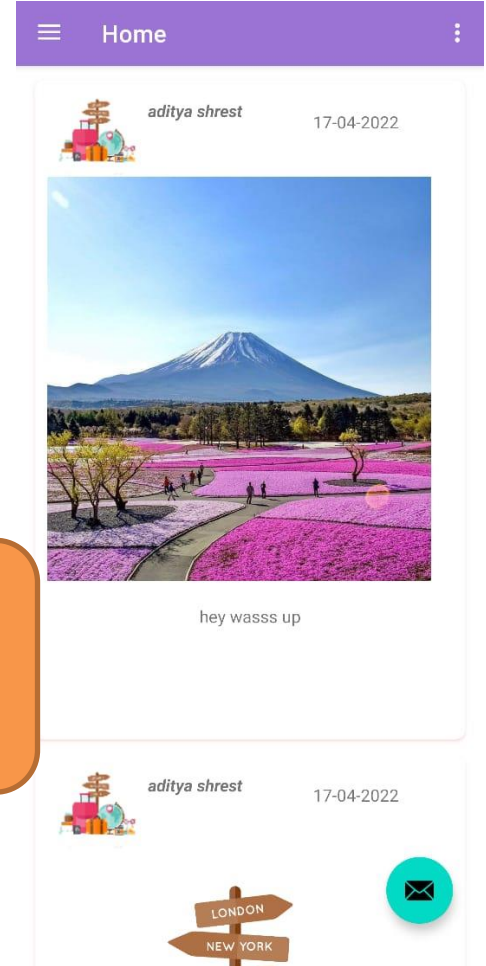 Home
aditya shrest
17-04-2022
hey wasss up
aditya shrest
17-04-2022
LONDON
NEW YORK